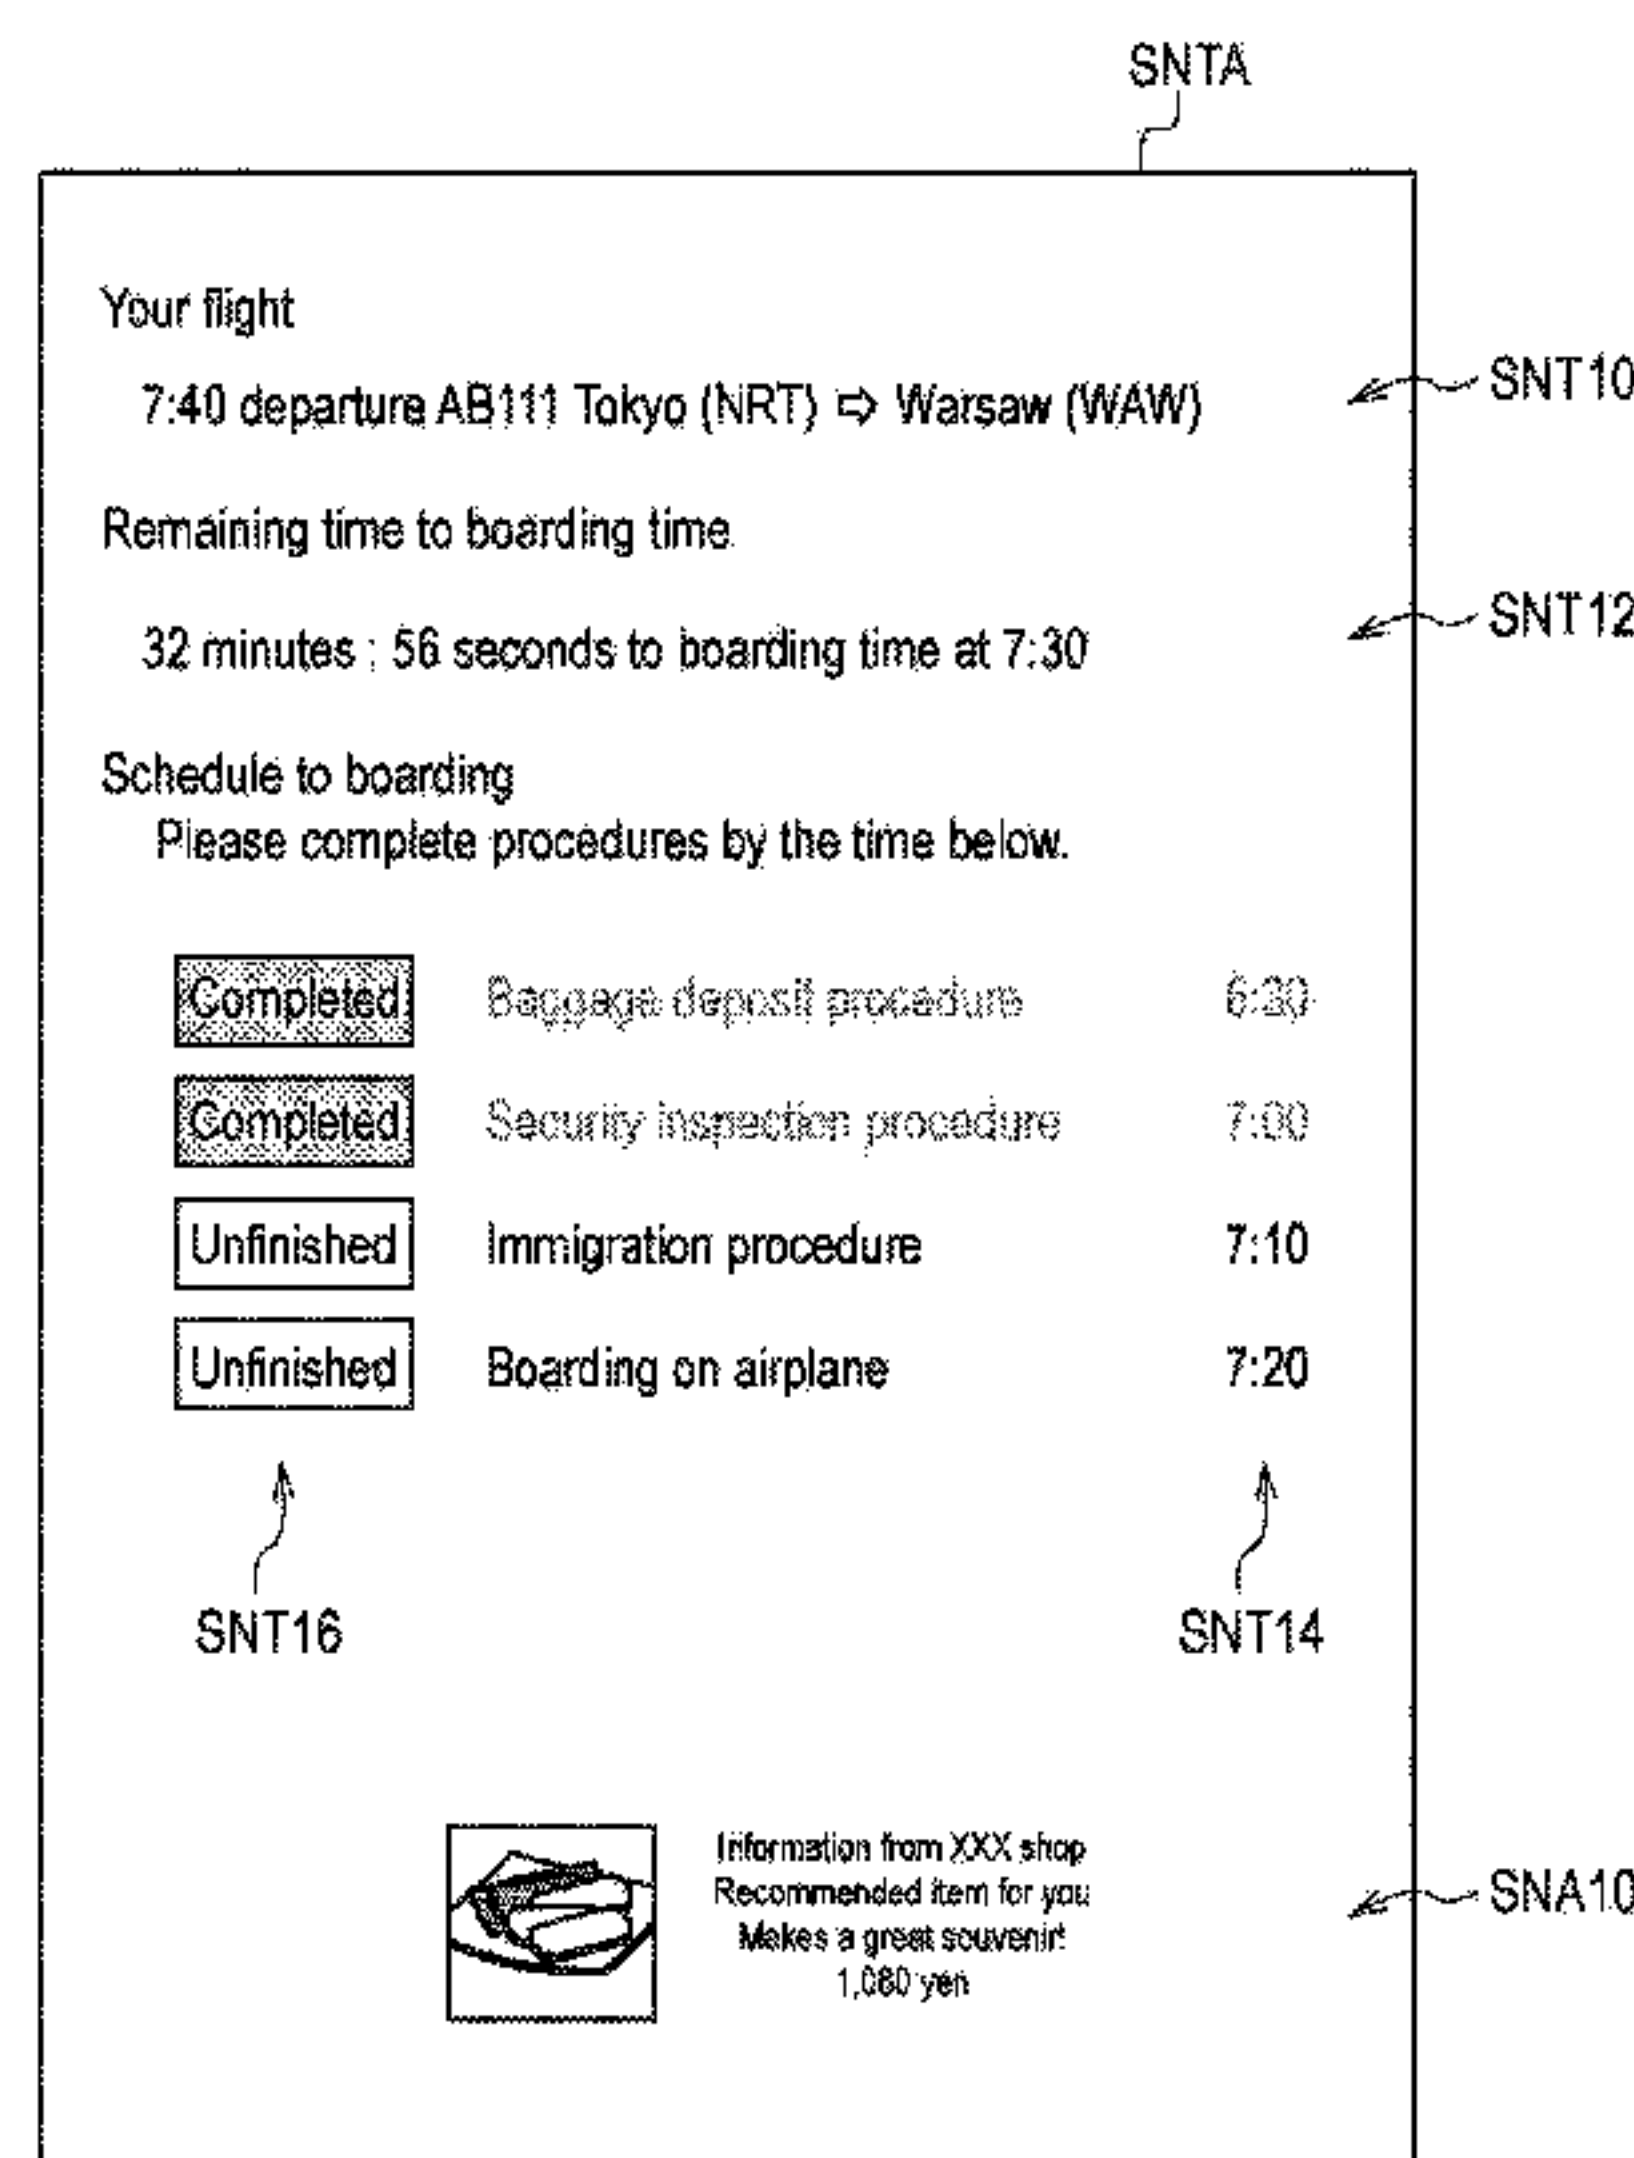 SNTA
Your flight
7:40 departure AB111 Tokyo (NRT) ⇨ Warsaw (WAW)
SNT10
Remaining time to boarding time
32 minutes ; 56 seconds to boarding time at 7:30
SNT12
Schedule to boarding
Please complete procedures by the time below.
Completed Baggage deposit procedure 6:30
Completed Security inspection procedure 7:00
Unfinished Immigration procedure 7:10
Unfinished Boarding on airplane 7:20
SNT16 SNT14
Information from XXX shop
Recommended item for you
Makes a great souvenir!
1,080 yen
SNA10